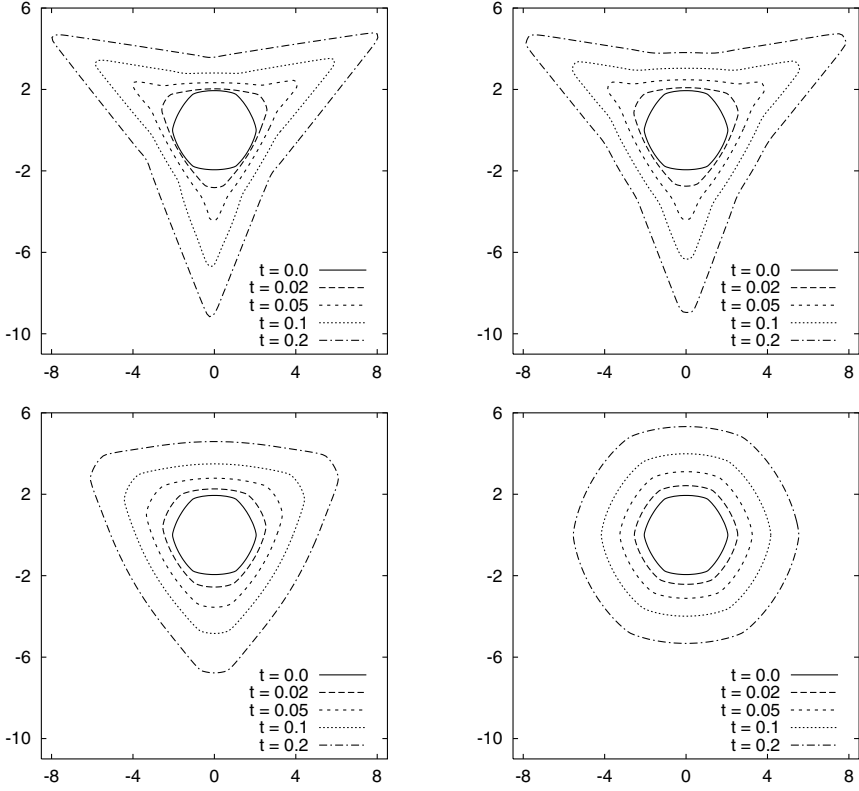 6
2
-2
-6
-10
t = 0.0
t = 0.02
t = 0.05
t = 0.1
t = 0.2
-8 -4 0 4 8
6
2
-2
-6
-10
t = 0.0
t = 0.02
t = 0.05
t = 0.1
t = 0.2
-8 -4 0 4 8
6
2
-2
-6
-10
t = 0.0
t = 0.02
t = 0.05
t = 0.1
t = 0.2
-8 -4 0 4 8
6
2
-2
-6
-10
t = 0.0
t = 0.02
t = 0.05
t = 0.1
t = 0.2
-8 -4 0 4 8